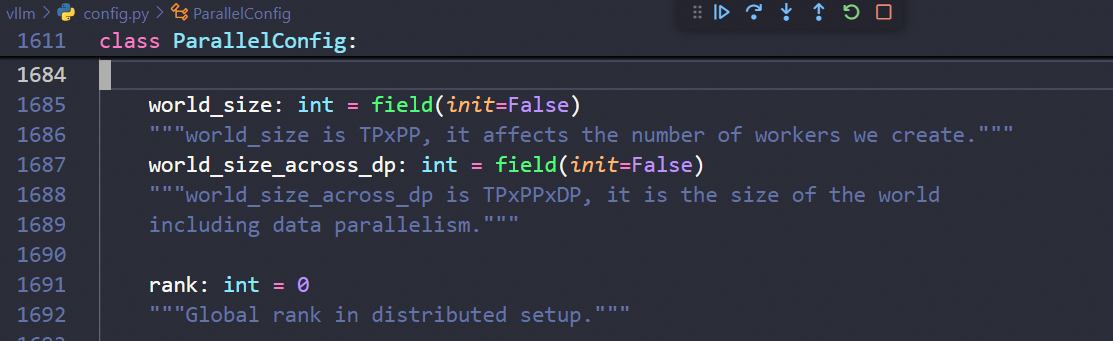 vllm > config.py > ParallelConfig
1611 class ParallelConfig:
1684
1685 world_size: int = field(init=False)
1686 """world_size is TPxPP, it affects the number of workers we create."""
1687 world_size_across_dp: int = field(init=False)
1688 """world_size_across_dp is TPxPPxDP, it is the size of the world
1689 including data parallelism."""
1690
1691 rank: int = 0
1692 """Global rank in distributed setup."""